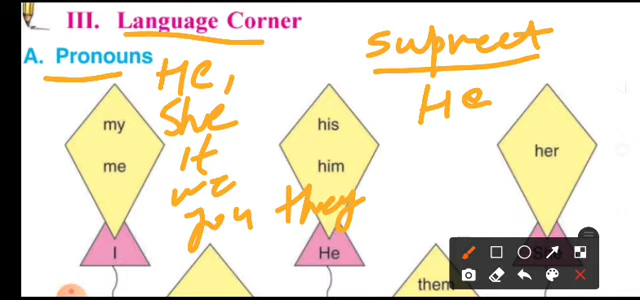 III. Language Corner
A. Pronouns
supreet
He
He,
She
it
we
you they
my
me
I
his
him
He
her
She
them